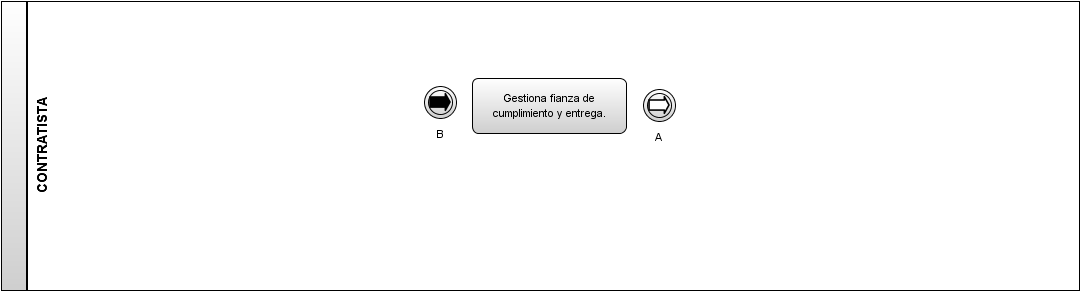 CONTRATISTA
Gestiona fianza de
cumplimiento y entrega.
B
A